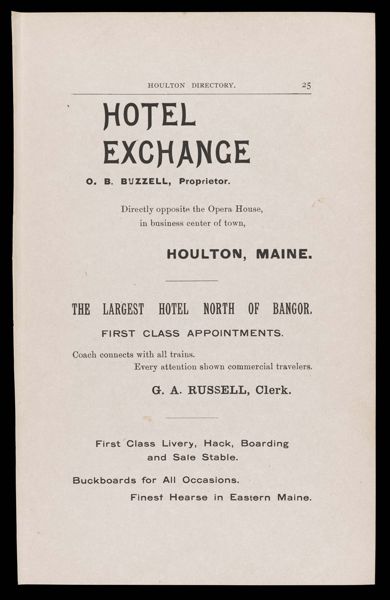 HOULTON DIRECTORY. 25
HOTEL
EXCHANGE
O. B. BUZZELL, Proprietor.
Directly opposite the Opera House,
in business center of town,
HOULTON, MAINE.
THE LARGEST HOTEL NORTH OF BANGOR.
FIRST CLASS APPOINTMENTS.
Coach connects with all trains.
Every attention shown commercial travelers.
G. A. RUSSELL, Clerk.
First Class Livery, Hack, Boarding
and Sale Stable.
Buckboards for All Occasions.
Finest Hearse in Eastern Maine.